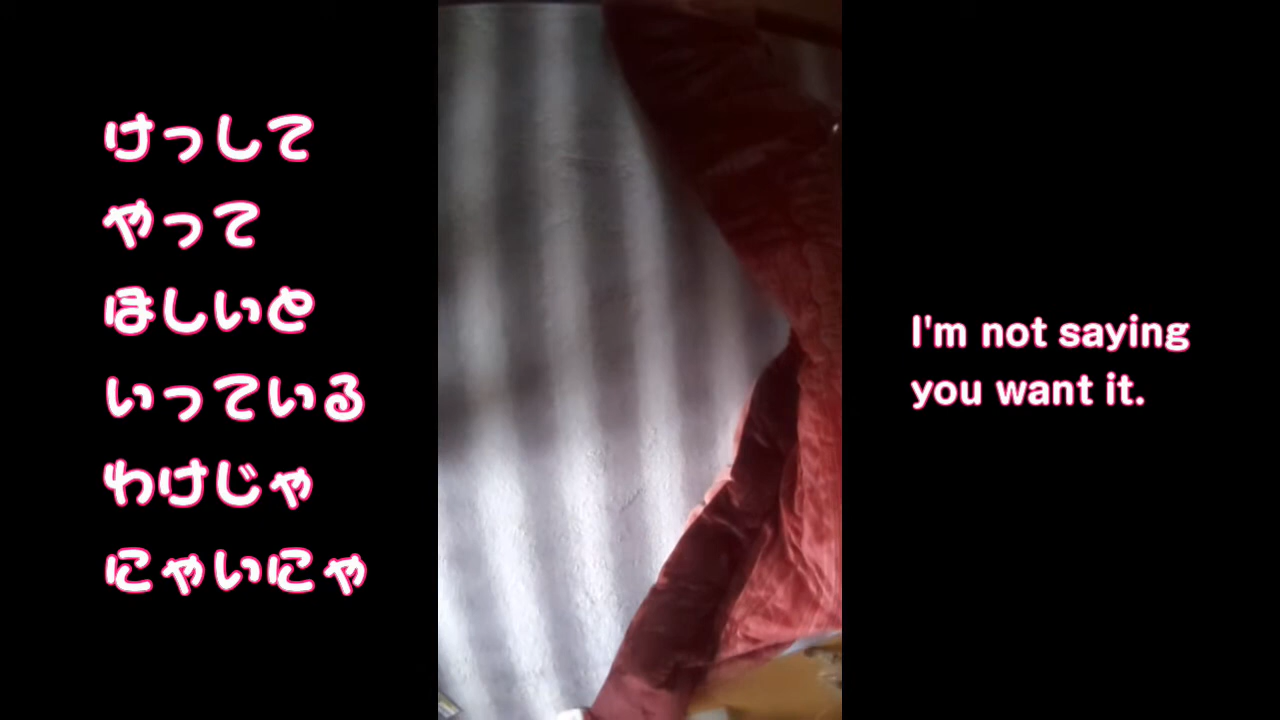 けっして
やって
ほしいと
いっている
わけじゃ
にゃいにゃ
I'm not saying
you want it.